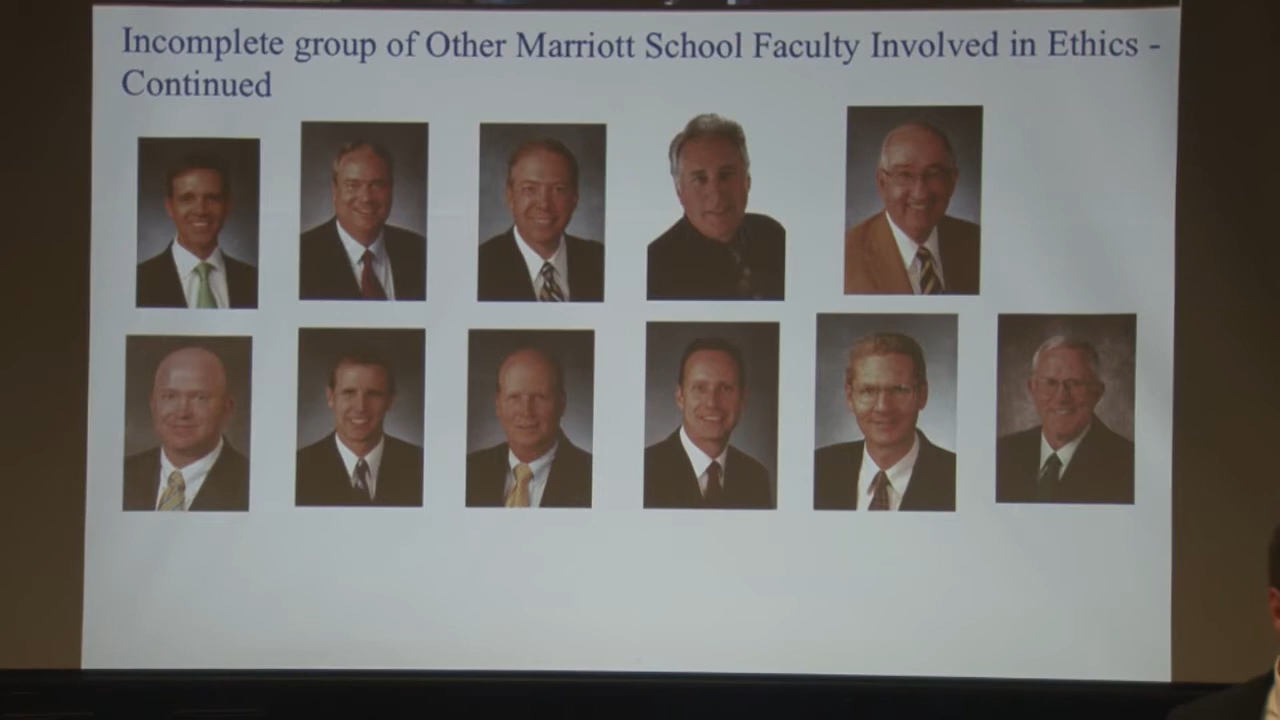 Incomplete group of Other Marriott School Faculty Involved in Ethics -
Continued